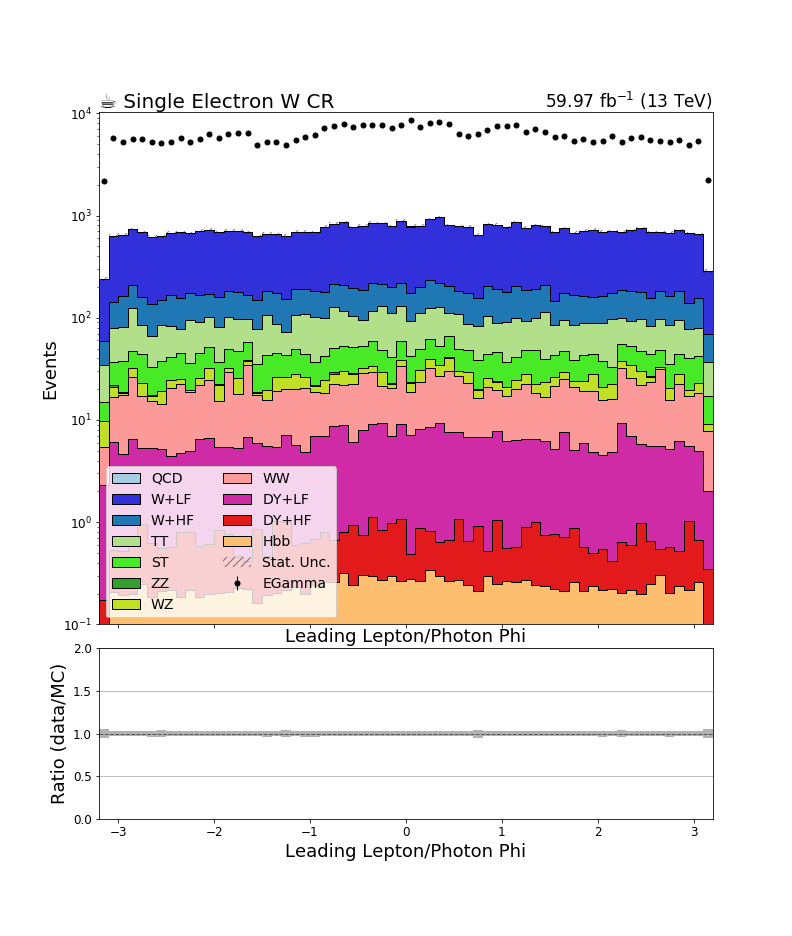 ☕ Single Electron W CR
59.97 fb⁻¹ (13 TeV)
10⁴
10³
10²
10¹
10⁰
10⁻¹
Events
QCD
W+LF
W+HF
TT
ST
ZZ
WZ
WW
DY+LF
DY+HF
Hbb
Stat. Unc.
EGamma
Leading Lepton/Photon Phi
2.0
1.5
1.0
0.5
0.0
Ratio (data/MC)
−3 −2 −1 0 1 2 3
Leading Lepton/Photon Phi